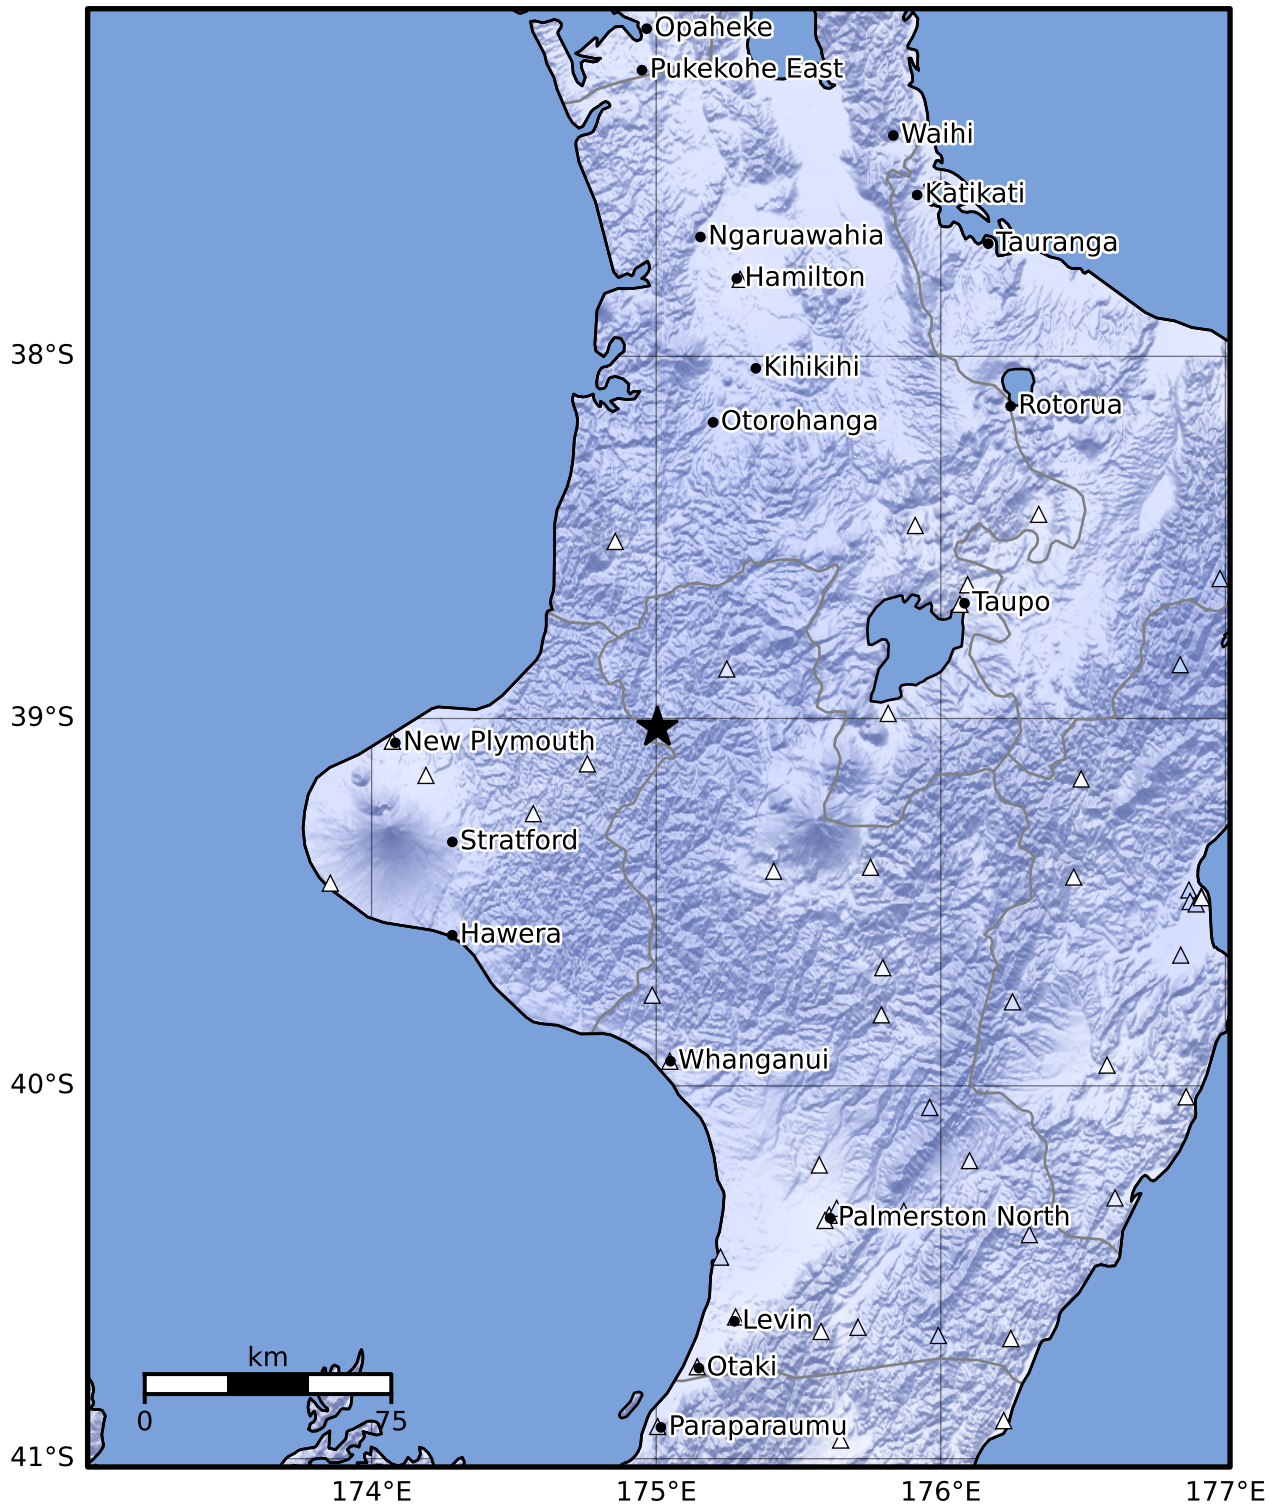 Opaheke
Pukekohe East
Waihi
Katikati
Ngaruawahia
Tauranga
Hamilton
38°S
Kihikihi
Rotorua
Otorohanga
Taupo
39°S
New Plymouth
Stratford
Hawera
Whanganui
40°S
Palmerston North
Levin
km
Otaki
0
75
Paraparaumu
41°S
174°E
175°E
176°E
177°E